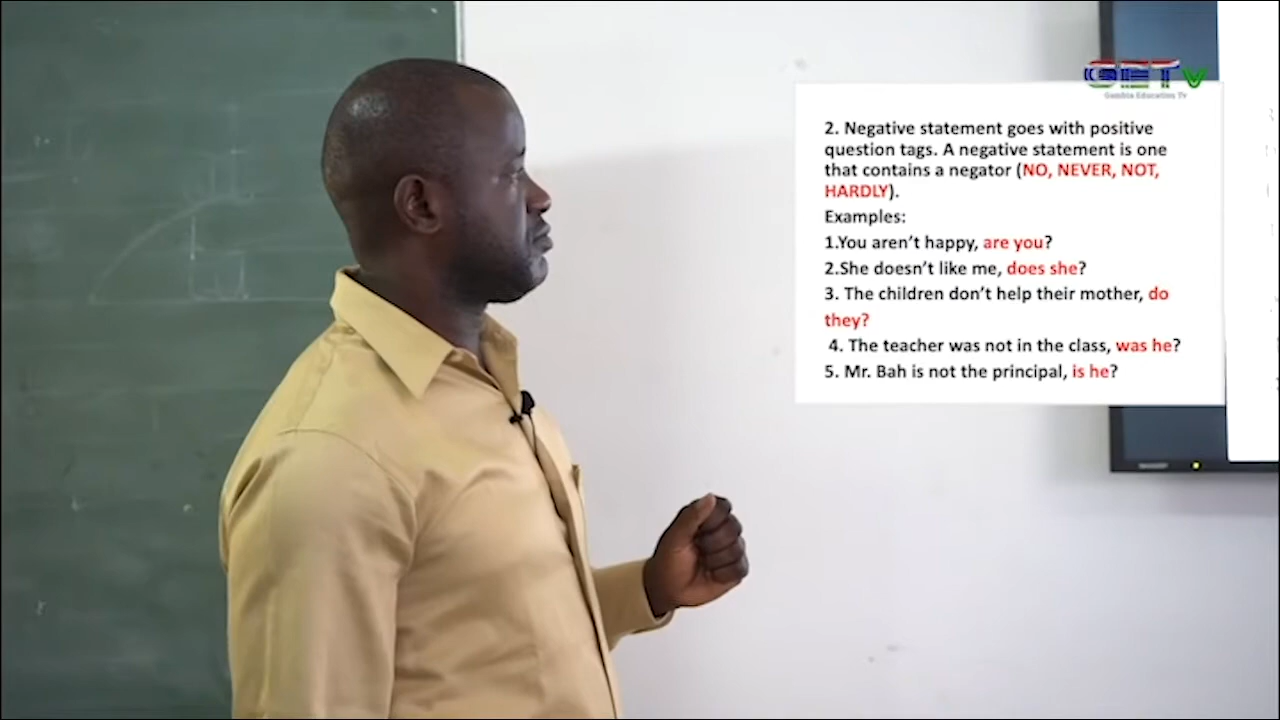 GETv
Gambia Education Tv
2. Negative statement goes with positive
question tags. A negative statement is one
that contains a negator (NO, NEVER, NOT,
HARDLY).
Examples:
1.You aren’t happy, are you?
2.She doesn’t like me, does she?
3. The children don’t help their mother, do
they?
4. The teacher was not in the class, was he?
5. Mr. Bah is not the principal, is he?
SHARP